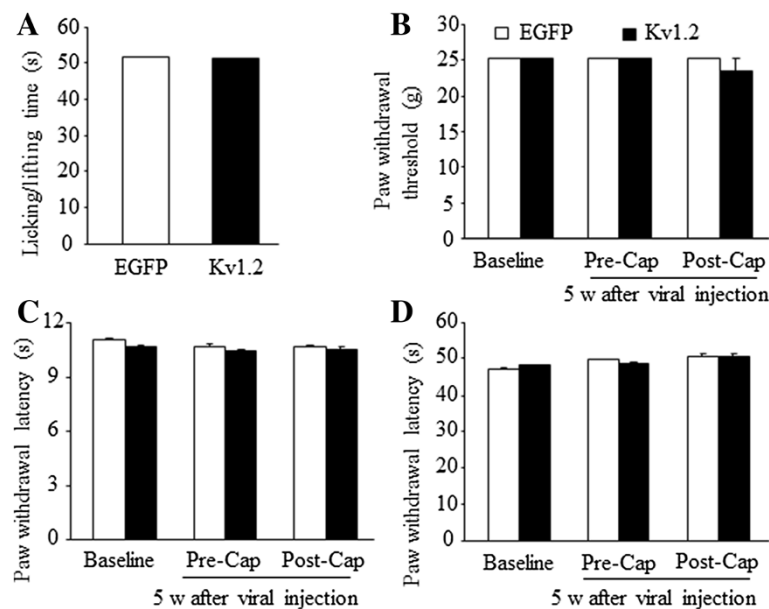 A
Licking/lifting time (s)
60
50
40
30
20
10
0
EGFP Kv1.2
B
EGFP Kv1.2
Paw withdrawal
threshold (g)
30
25
20
15
10
5
0
Baseline Pre-Cap Post-Cap
5 w after viral injection
C
Paw withdrawal latency (s)
12
9
6
3
0
Baseline Pre-Cap Post-Cap
5 w after viral injection
D
Paw withdrawal latency (s)
60
50
40
30
20
10
0
Baseline Pre-Cap Post-Cap
5 w after viral injection